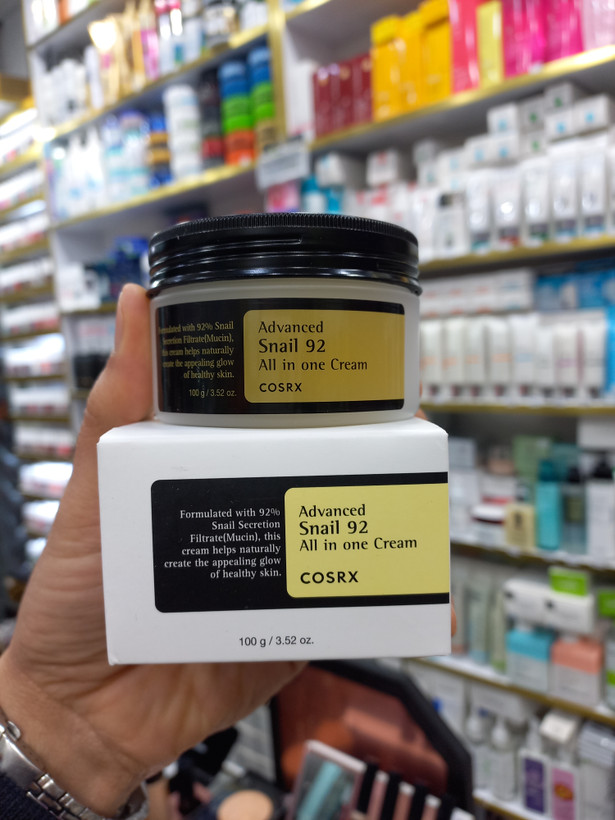 Formulated with 92% Snail
Secretion Filtrate(Mucin),
this cream helps naturally
create the appealing glow
of healthy skin.
100 g / 3.52 oz.
Advanced
Snail 92
All in one Cream
COSRX
Formulated with 92%
Snail Secretion
Filtrate(Mucin), this
cream helps naturally
create the appealing glow
of healthy skin.
Advanced
Snail 92
All in one Cream
COSRX
100 g / 3.52 oz.